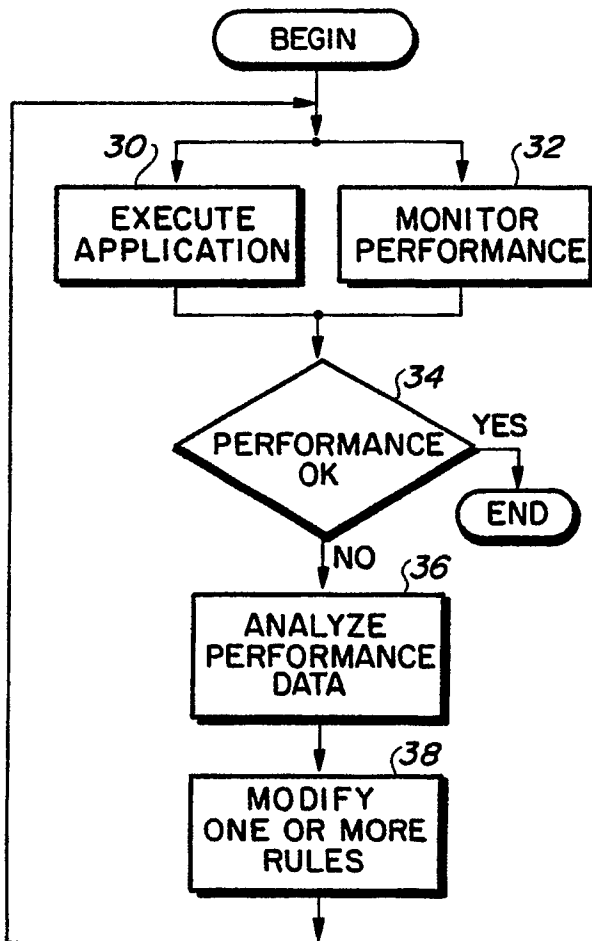 BEGIN
30
32
EXECUTE
APPLICATION
MONITOR
PERFORMANCE
34
PERFORMANCE
OK
YES
END
NO
36
ANALYZE
PERFORMANCE
DATA
38
MODIFY
ONE OR MORE
RULES